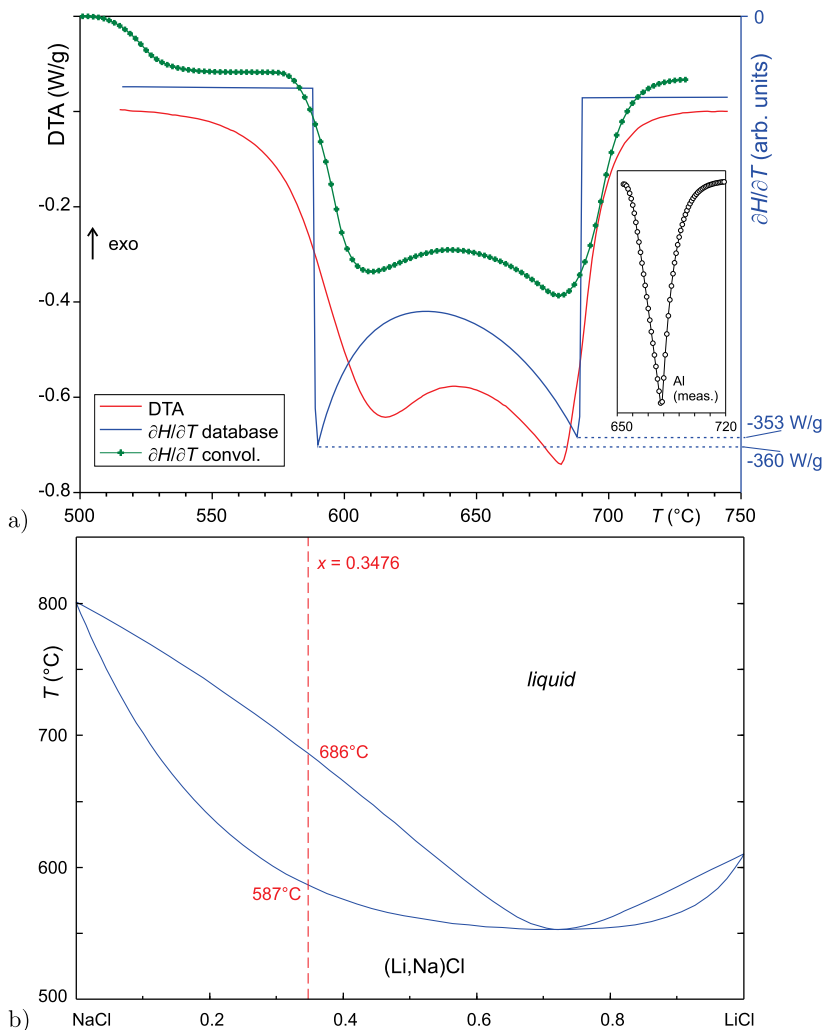 0
DTA (W/g)
∂H/∂T (arb. units)
-0.2
exo
-0.4
Al
(meas.)
650
720
-0.6
DTA
∂H/∂T database
∂H/∂T convol.
-353 W/g
-360 W/g
-0.8
500
550
600
650
700
T (°C)
750
a)
x = 0.3476
800
T (°C)
liquid
700
686°C
600
587°C
(Li,Na)Cl
500
b)
NaCl
0.2
0.4
0.6
0.8
LiCl